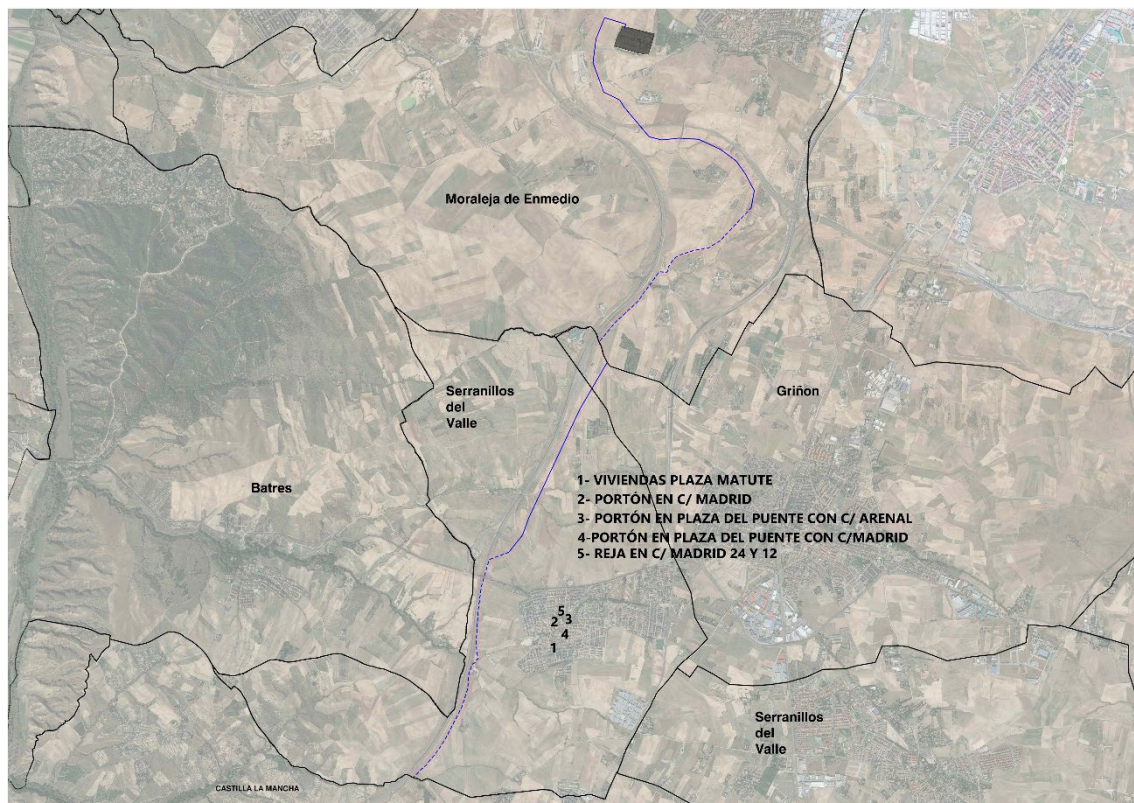 Moraleja de Enmedio
Serranillos
del
Valle
Griñon
Batres
1- VIVIENDAS PLAZA MATUTE
2- PORTÓN EN C/ MADRID
3- PORTÓN EN PLAZA DEL PUENTE CON C/ ARENAL
4-PORTÓN EN PLAZA DEL PUENTE CON C/MADRID
5- REJA EN C/ MADRID 24 Y 12
5
2 3
4
1
Serranillos
del
Valle
CASTILLA LA MANCHA